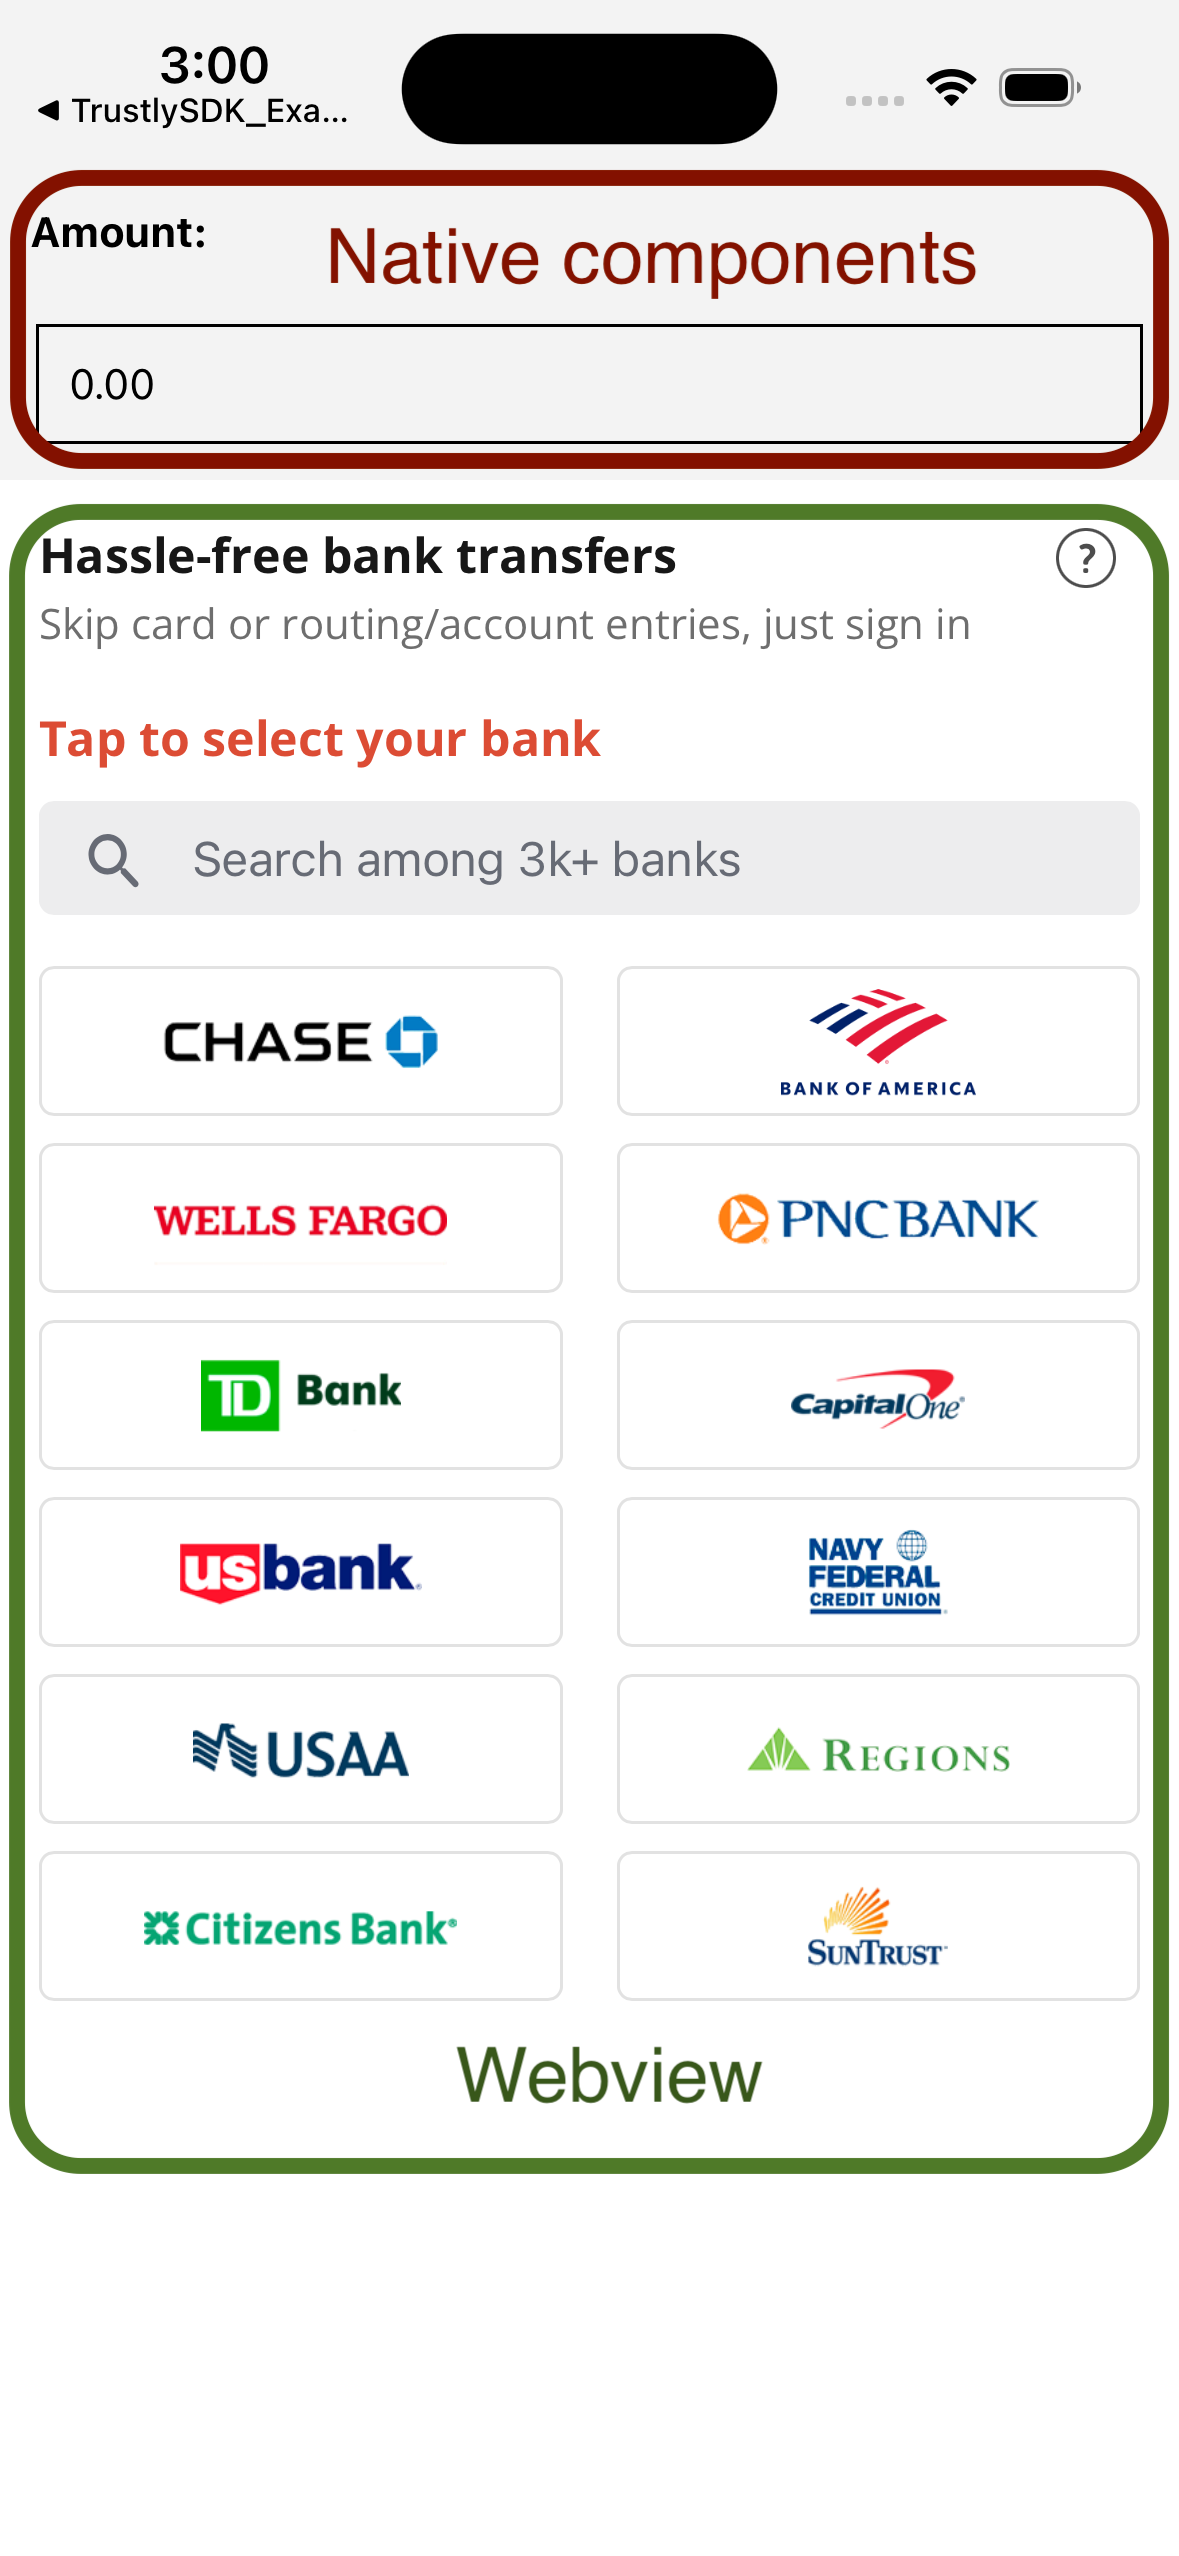 3:00
◀ TrustlySDK_Exa...
Amount:
Native components
0.00
Hassle-free bank transfers
?
Skip card or routing/account entries, just sign in
Tap to select your bank
Search among 3k+ banks
CHASE
BANK OF AMERICA
WELLS FARGO
PNC BANK
TD Bank
Capital One
usbank
NAVY
FEDERAL
CREDIT UNION
USAA
REGIONS
Citizens Bank®
SUNTRUST
Webview